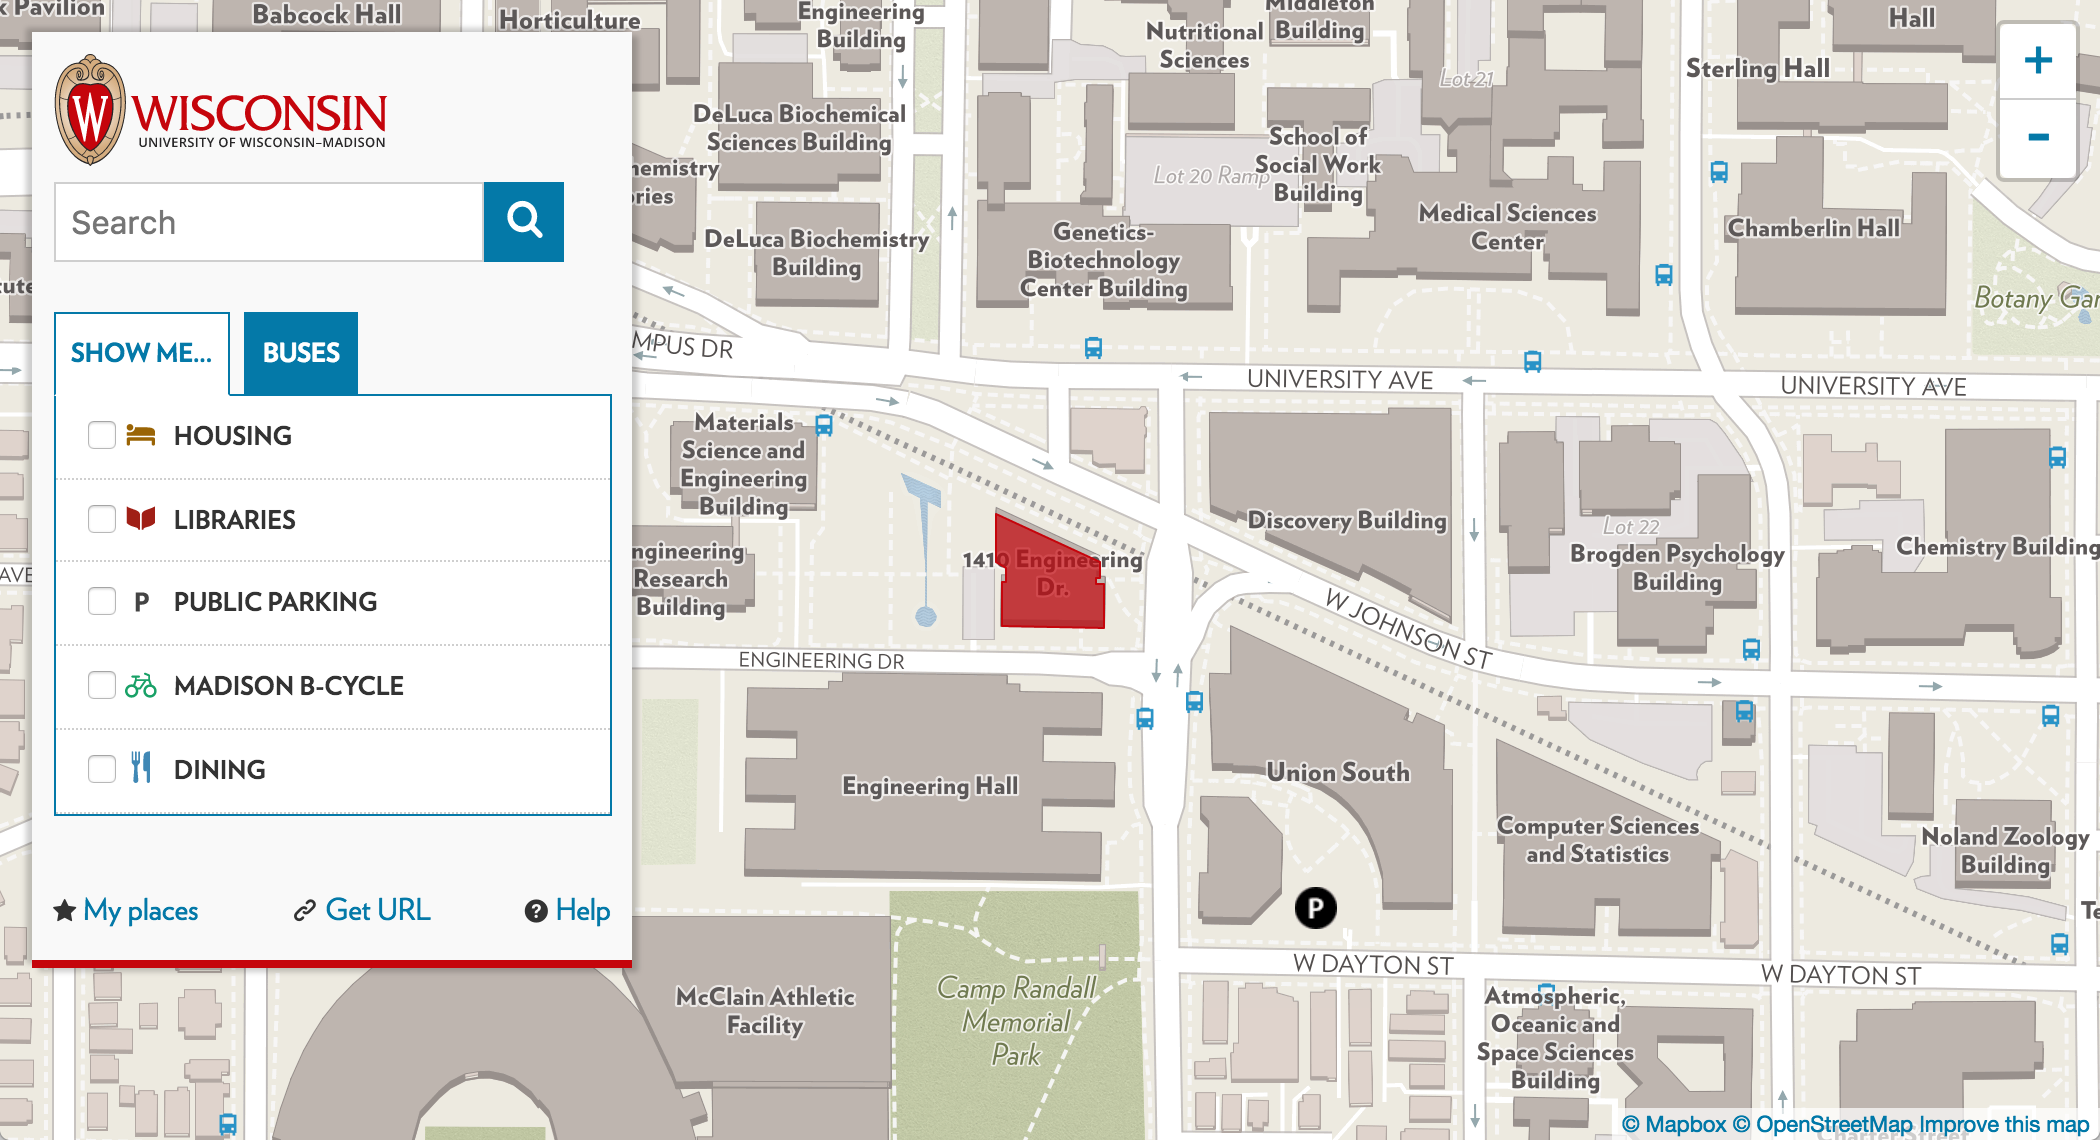 Pavilion
Babcock Hall
Horticulture
Engineering
Building
Nutritional
Sciences
Middleton
Building
Hall
Lot 21
Sterling Hall
+
-
W
WISCONSIN
UNIVERSITY OF WISCONSIN–MADISON
Search
SHOW ME...
BUSES
HOUSING
LIBRARIES
P PUBLIC PARKING
MADISON B-CYCLE
DINING
My places
Get URL
? Help
DeLuca Biochemical
Sciences Building
hemistry
ries
DeLuca Biochemistry
Building
Lot 20 Ramp
School of
Social Work
Building
Genetics-
Biotechnology
Center Building
Medical Sciences
Center
Chamberlin Hall
Botany Gar
tute
MPUS DR
UNIVERSITY AVE
UNIVERSITY AVE
Materials
Science and
Engineering
Building
ngineering
Research
Building
AVE
1410 Engineering
Dr.
Discovery Building
Lot 22
Brogden Psychology
Building
Chemistry Building
W JOHNSON ST
ENGINEERING DR
Engineering Hall
Union South
P
Computer Sciences
and Statistics
Noland Zoology
Building
Te
W DAYTON ST
W DAYTON ST
McClain Athletic
Facility
Camp Randall
Memorial
Park
Atmospheric,
Oceanic and
Space Sciences
Building
© Mapbox © OpenStreetMap Improve this map
Charter Street